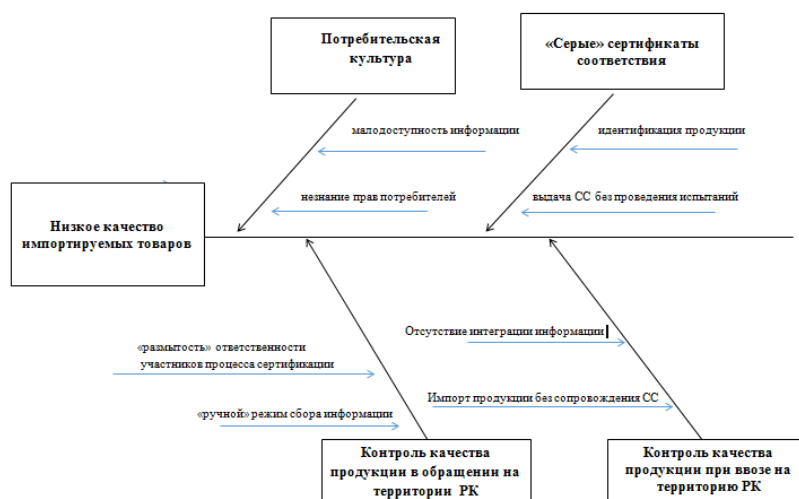 Потребительская
культура
«Серые» сертификаты
соответствия
малодоступность информации
идентификация продукции
незнание прав потребителей
выдача СС без проведения испытаний
Низкое качество
импортируемых товаров
Отсутствие интеграции информации
«размытость» ответственности
участников процесса сертификации
Импорт продукции без сопровождения СС
«ручной» режим сбора информации
Контроль качества
продукции в обращении на
территории РК
Контроль качества
продукции при ввозе на
территорию РК